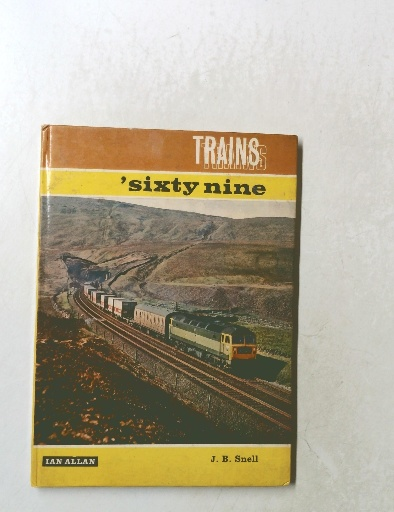 TRAINS
'sixty nine
J. B. Snell
IAN ALLAN